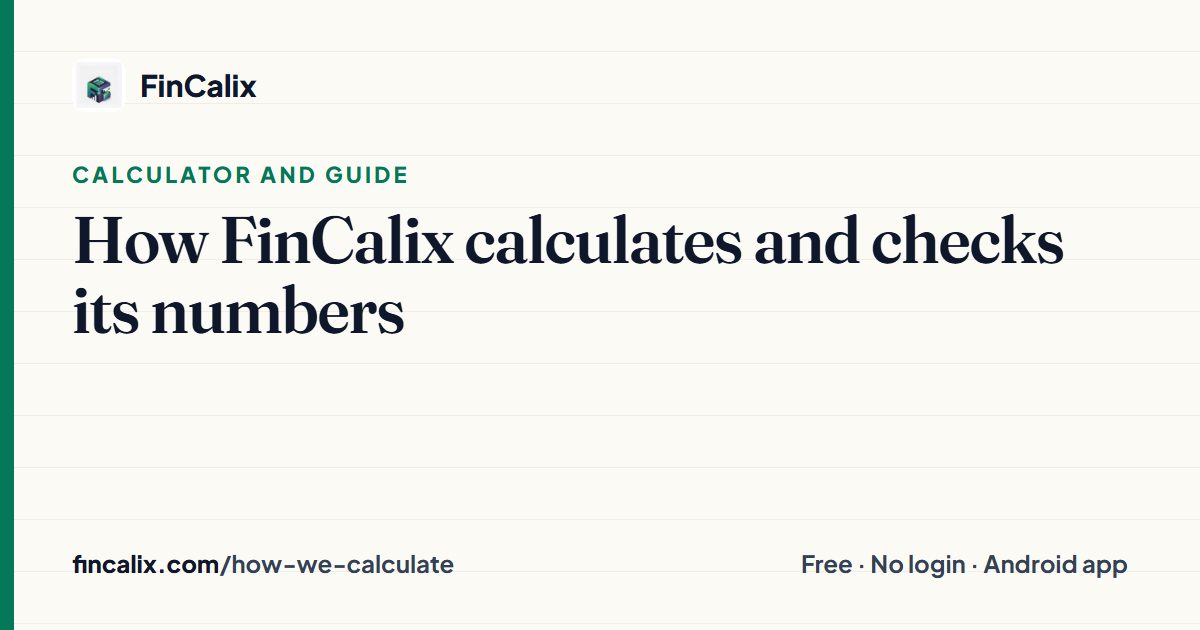 FinCalix
CALCULATOR AND GUIDE
How FinCalix calculates and checks
its numbers
fincalix.com/how-we-calculate
Free · No login · Android app